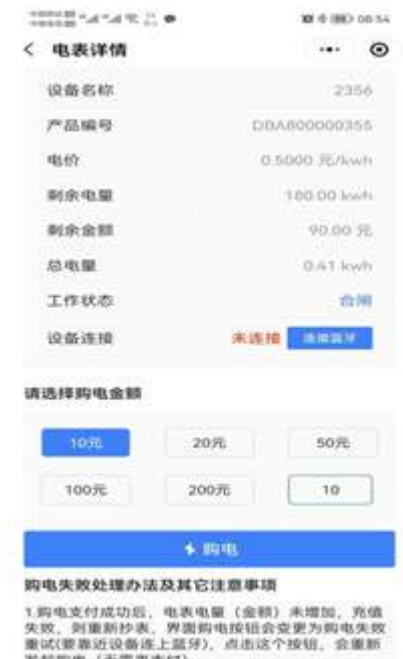 08:54
电表详情
设备名称 2356
产品编号 DBA800000355
电价 0.5000 元/kwh
剩余电量 180.00 kwh
剩余金额 90.00 元
总电量 0.41 kwh
工作状态 合闸
设备连接 未连接 连接蓝牙
请选择购电金额
10元 20元 50元
100元 200元 10
购电
购电失败处理办法及其它注意事项
1.购电支付成功后，电表电量（金额）未增加，充值
失败，则重新抄表，界面购电按钮会变更为购电失败
重试(要靠近设备连上蓝牙)，点击这个按钮，会重新